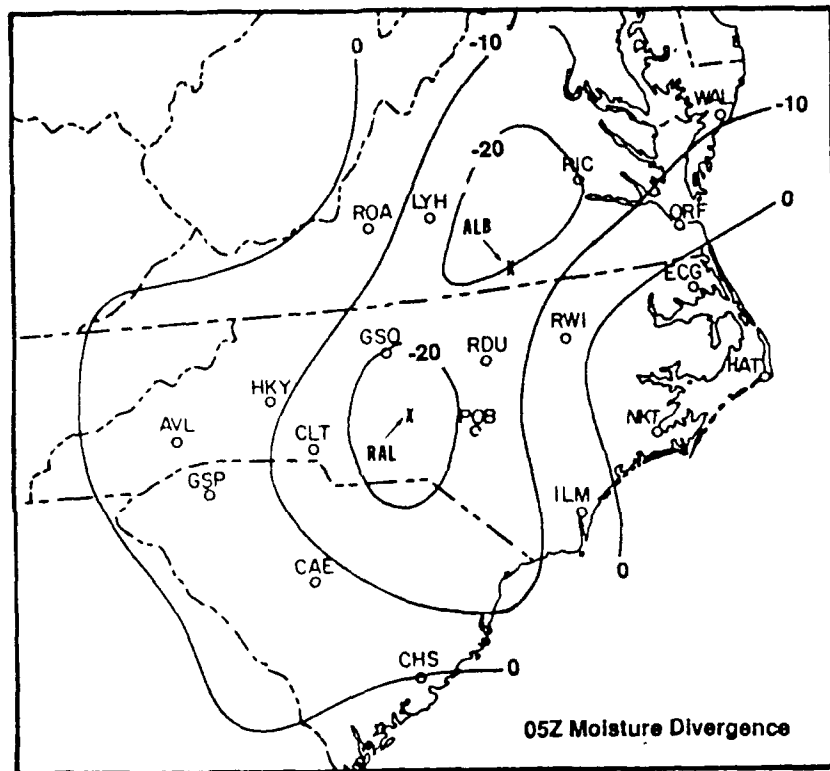 0
-10
WAL
-10
-20
RIC
ROA
LYH
ALB
X
ORF
0
ECG
GSO
-20
RDU
RWI
HAT
HKY
X
RAL
POB
NKT
AVL
CLT
GSP
ILM
CAE
0
CHS
0
05Z Moisture Divergence